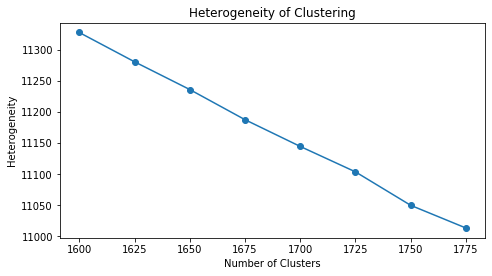 Heterogeneity of Clustering
Heterogeneity
11300
11250
11200
11150
11100
11050
11000
1600 1625 1650 1675 1700 1725 1750 1775
Number of Clusters